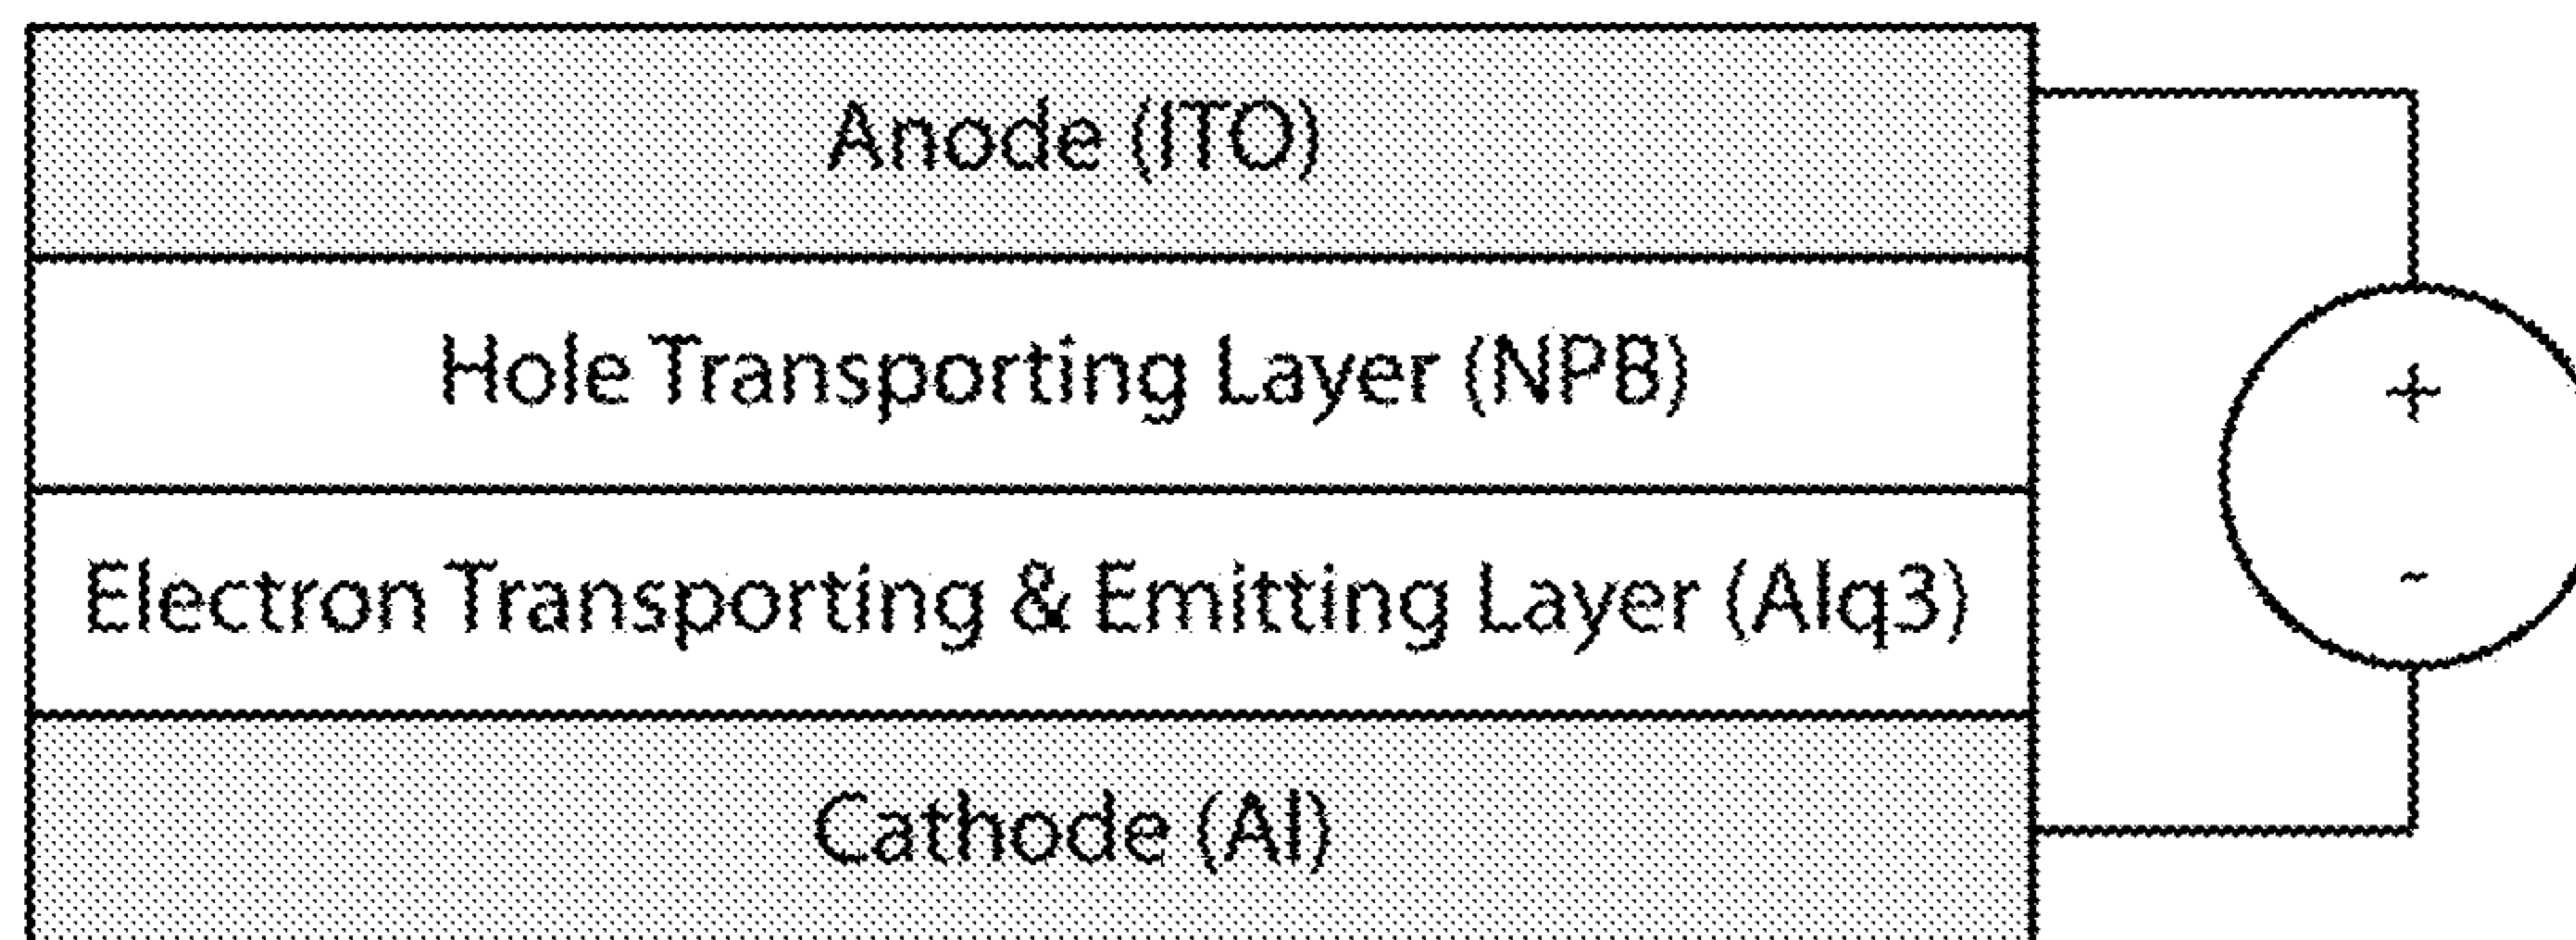 Anode (ITO)
Hole Transporting Layer (NPB)
+
Electron Transporting & Emitting Layer (Alq3)
-
Cathode (Al)